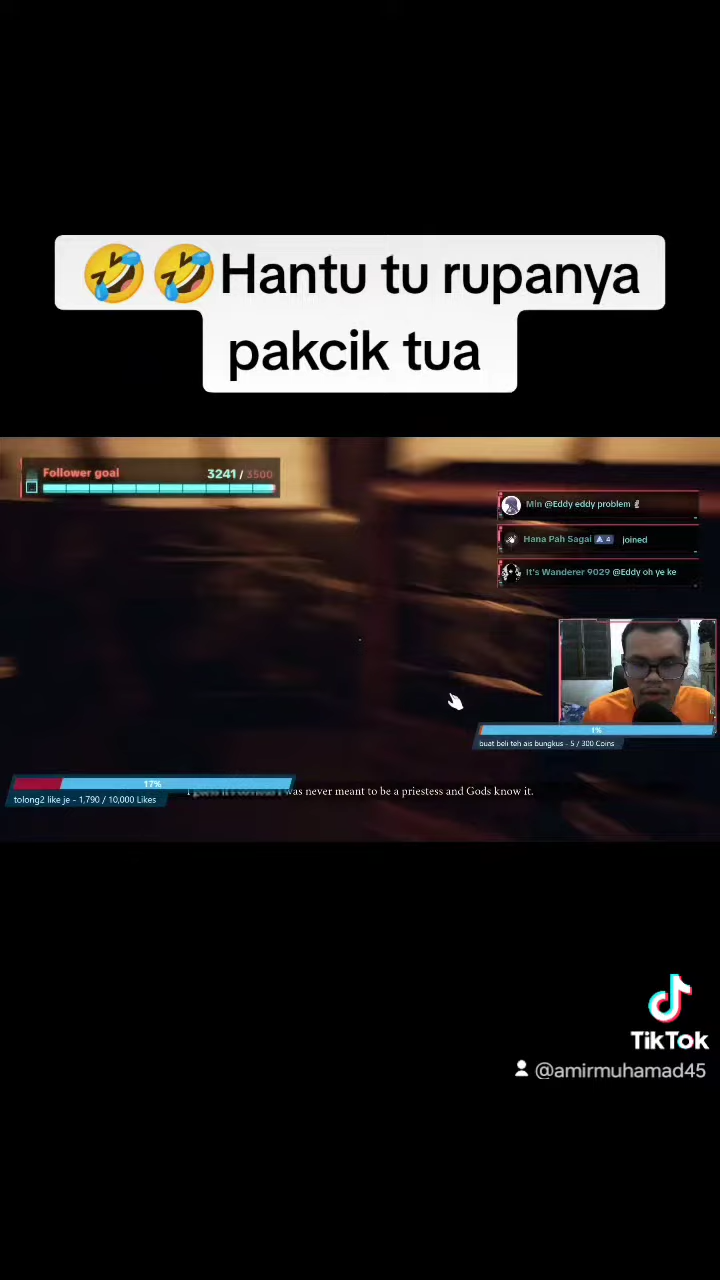 🤣🤣Hantu tu rupanya
pakcik tua
Follower goal 3241 / 3500
Min @Eddy eddy problem
Hana Pah Sagai 4 joined
It's Wanderer 9029 @Eddy oh ye ke
1%
buat beli teh ais bungkus - 5 / 300 Coins
17%
tolong2 like je - 1,790 / 10,000 Likes
was never meant to be a priestess and Gods know it.
TikTok
@amirmuhamad45